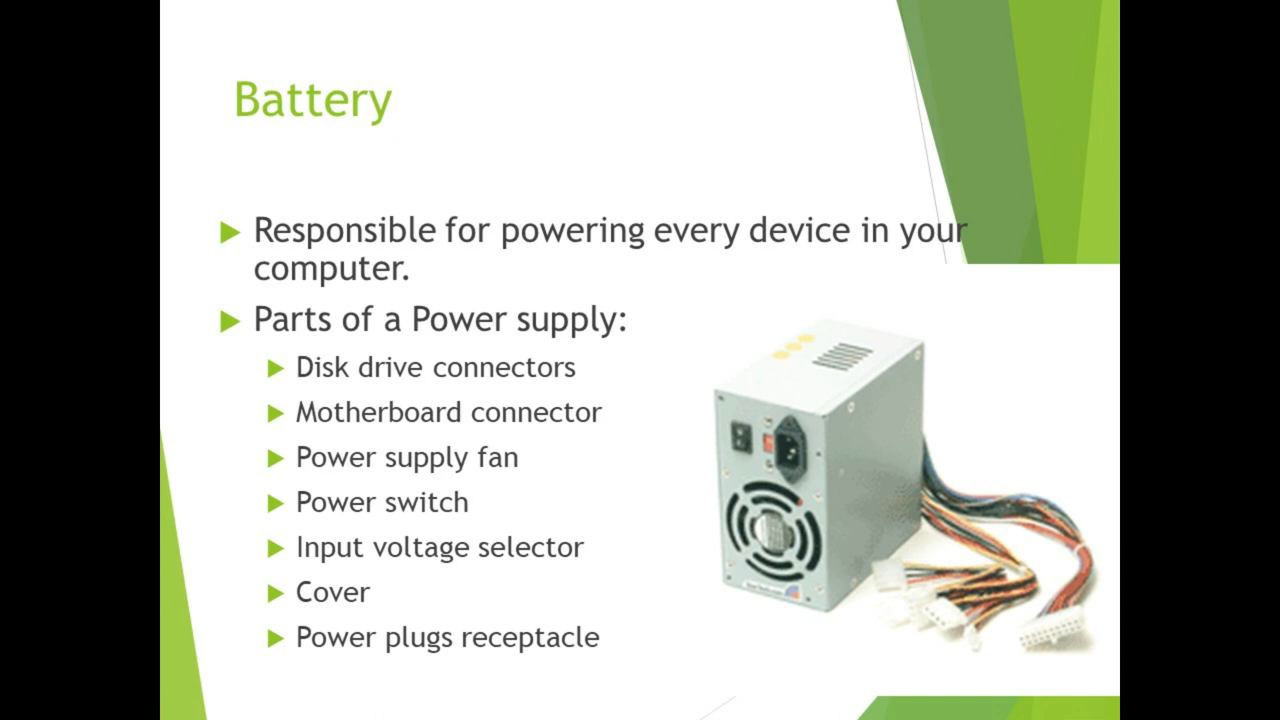 Battery
Responsible for powering every device in your
computer.
Parts of a Power supply:
Disk drive connectors
Motherboard connector
Power supply fan
Power switch
Input voltage selector
Cover
Power plugs receptacle